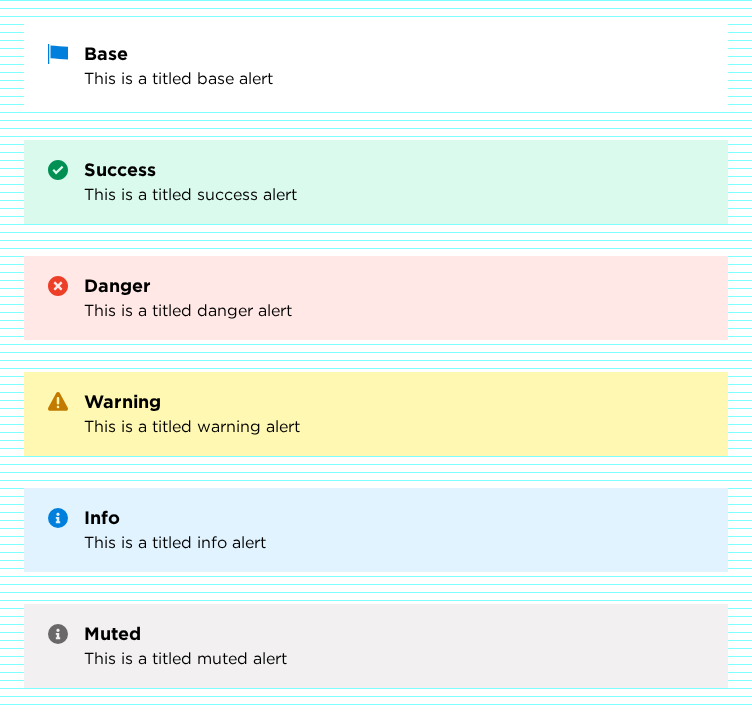 Base
This is a titled base alert
Success
This is a titled success alert
Danger
This is a titled danger alert
Warning
This is a titled warning alert
Info
This is a titled info alert
Muted
This is a titled muted alert